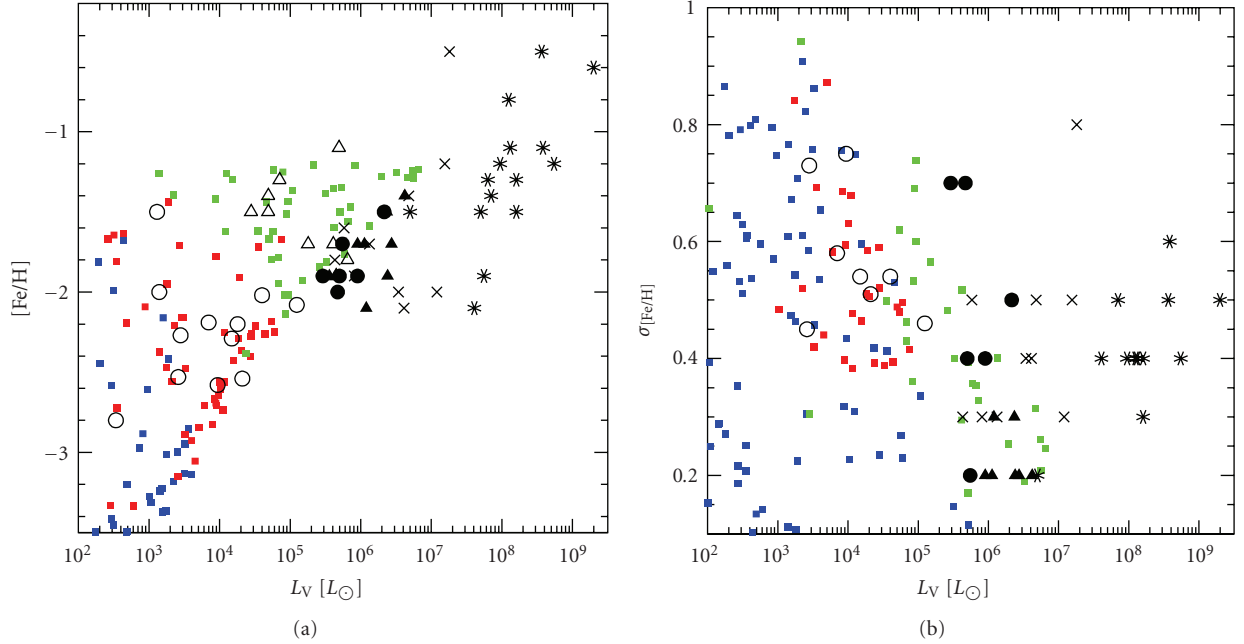 −1
−2
−3
[Fe/H]
10² 10³ 10⁴ 10⁵ 10⁶ 10⁷ 10⁸ 10⁹
L_V [L_⊙]
(a)
1
0.8
0.6
0.4
0.2
σ_[Fe/H]
10² 10³ 10⁴ 10⁵ 10⁶ 10⁷ 10⁸ 10⁹
L_V [L_⊙]
(b)